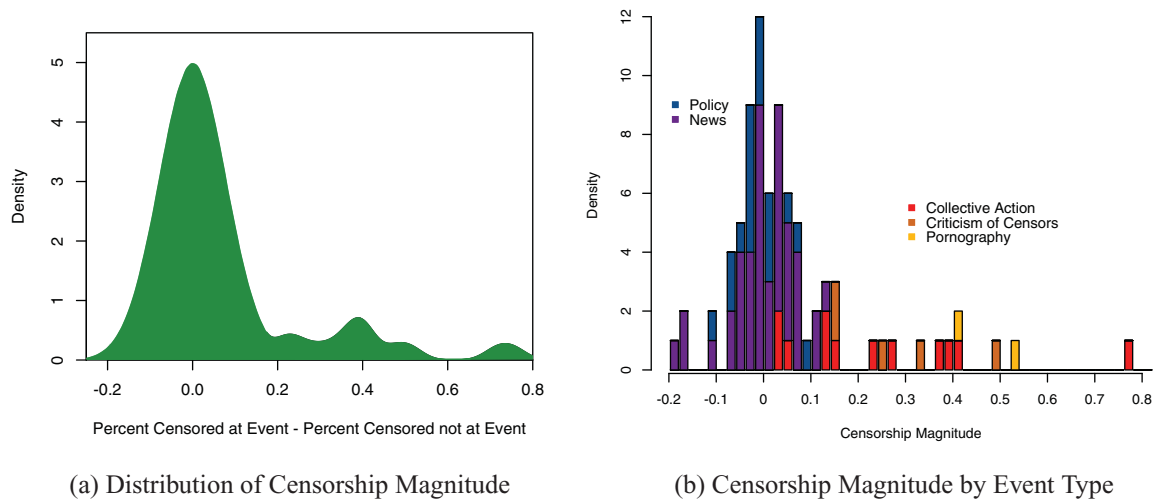 Density
5
4
3
2
1
0
-0.2
0.0
0.2
0.4
0.6
0.8
Percent Censored at Event - Percent Censored not at Event
(a) Distribution of Censorship Magnitude
Density
12
10
8
6
4
2
0
Policy
News
Collective Action
Criticism of Censors
Pornography
-0.2
-0.1
0
0.1
0.2
0.3
0.4
0.5
0.6
0.7
0.8
Censorship Magnitude
(b) Censorship Magnitude by Event Type